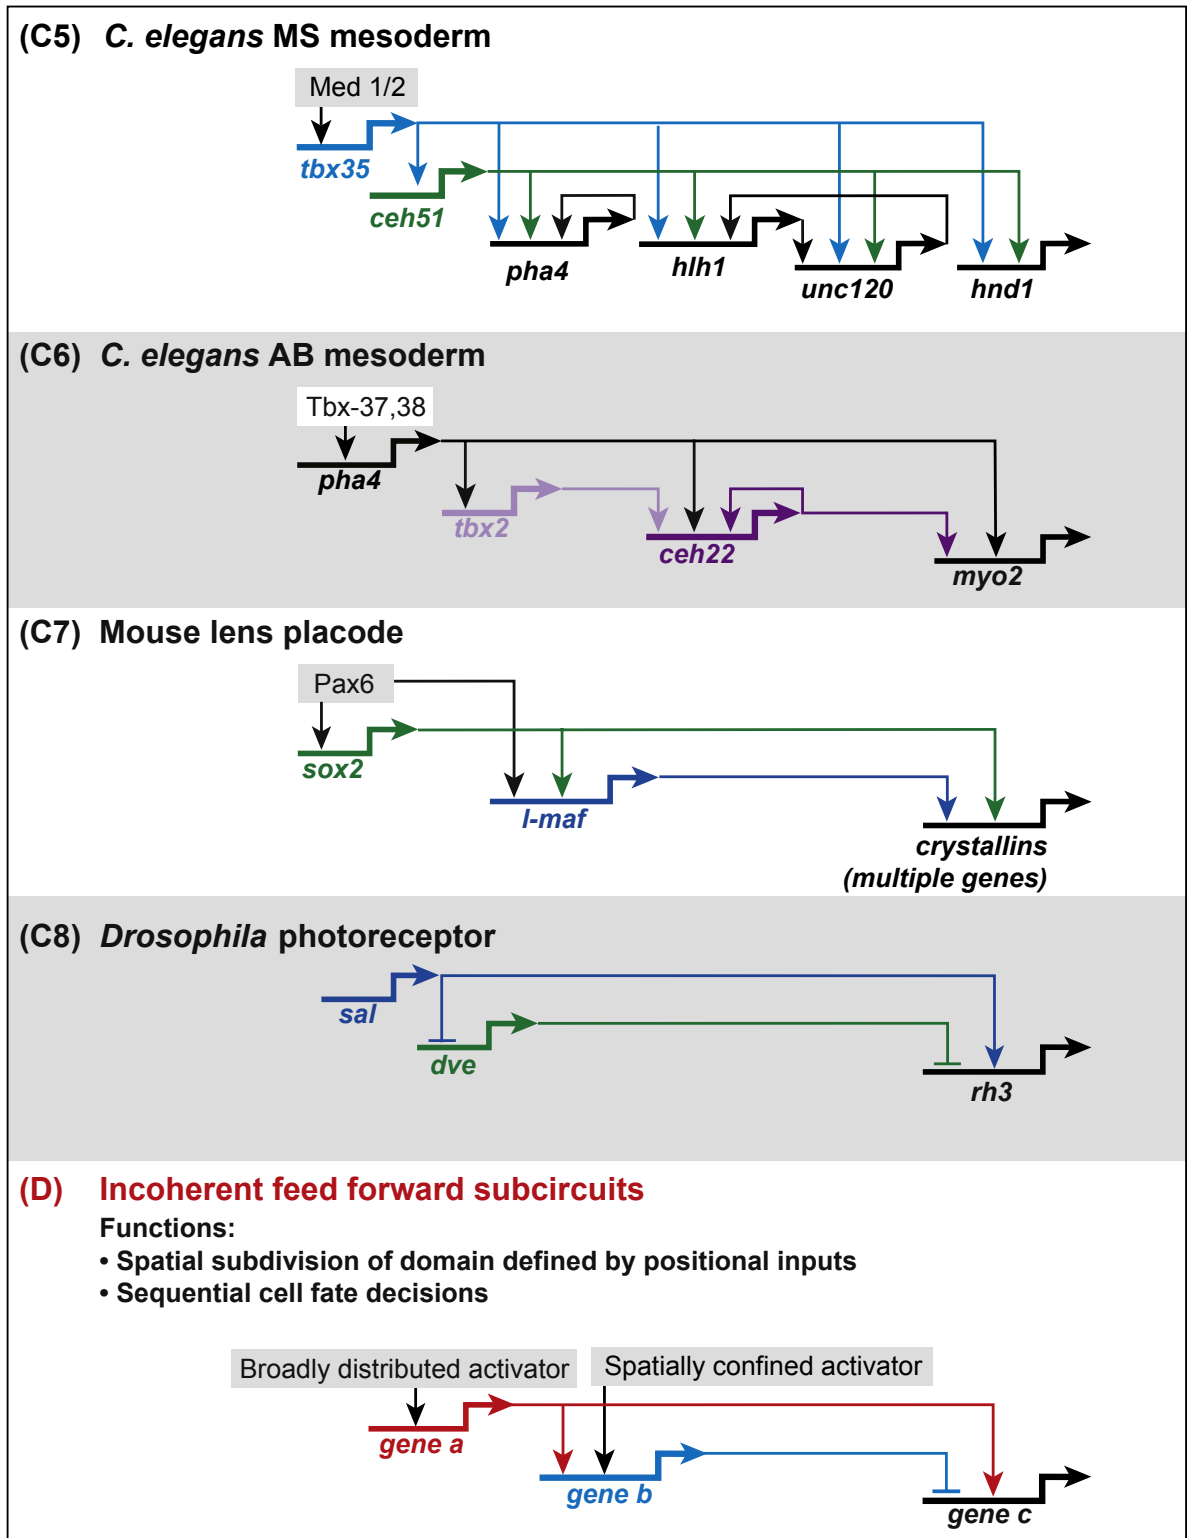 (C5) C. elegans MS mesoderm
Med 1/2
tbx35
ceh51
pha4
hlh1
unc120
hnd1
(C6) C. elegans AB mesoderm
Tbx-37,38
pha4
tbx2
ceh22
myo2
(C7) Mouse lens placode
Pax6
sox2
l-maf
crystallins
(multiple genes)
(C8) Drosophila photoreceptor
sal
dve
rh3
(D) Incoherent feed forward subcircuits
Functions:
• Spatial subdivision of domain defined by positional inputs
• Sequential cell fate decisions
Broadly distributed activator
Spatially confined activator
gene a
gene b
gene c